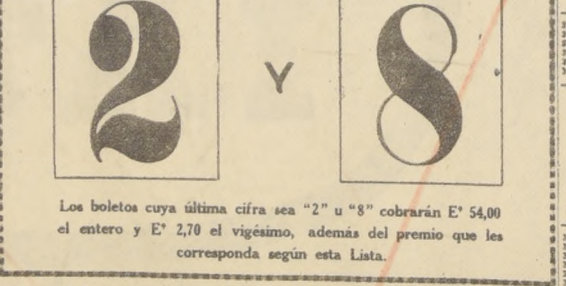 2 Y 8
Los boletos cuya última cifra sea "2" u "8" cobrarán E° 54,00
el entero y E° 2,70 el vigésimo, además del premio que les
corresponda según esta Lista.